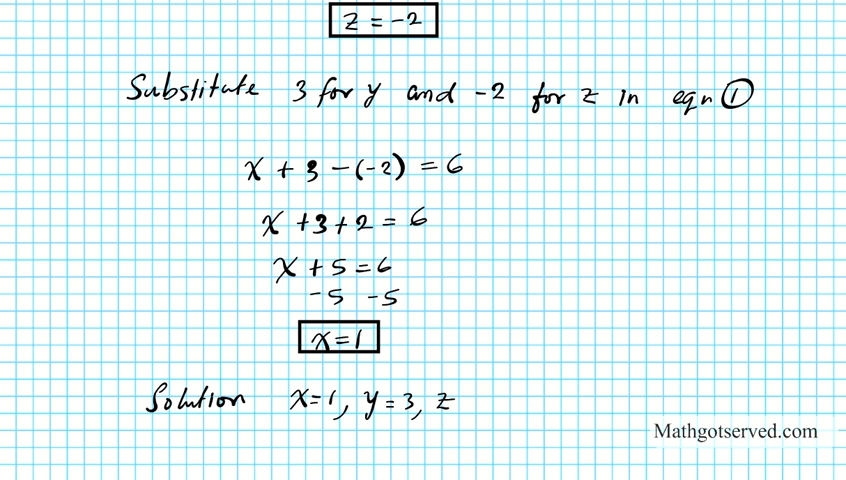 z = -2
Substitute 3 for y and -2 for z in eqn ①
x + 3 - (-2) = 6
x + 3 + 2 = 6
x + 5 = 6
-5 -5
x = 1
Solution x=1, y=3, z
Mathgotserved.com